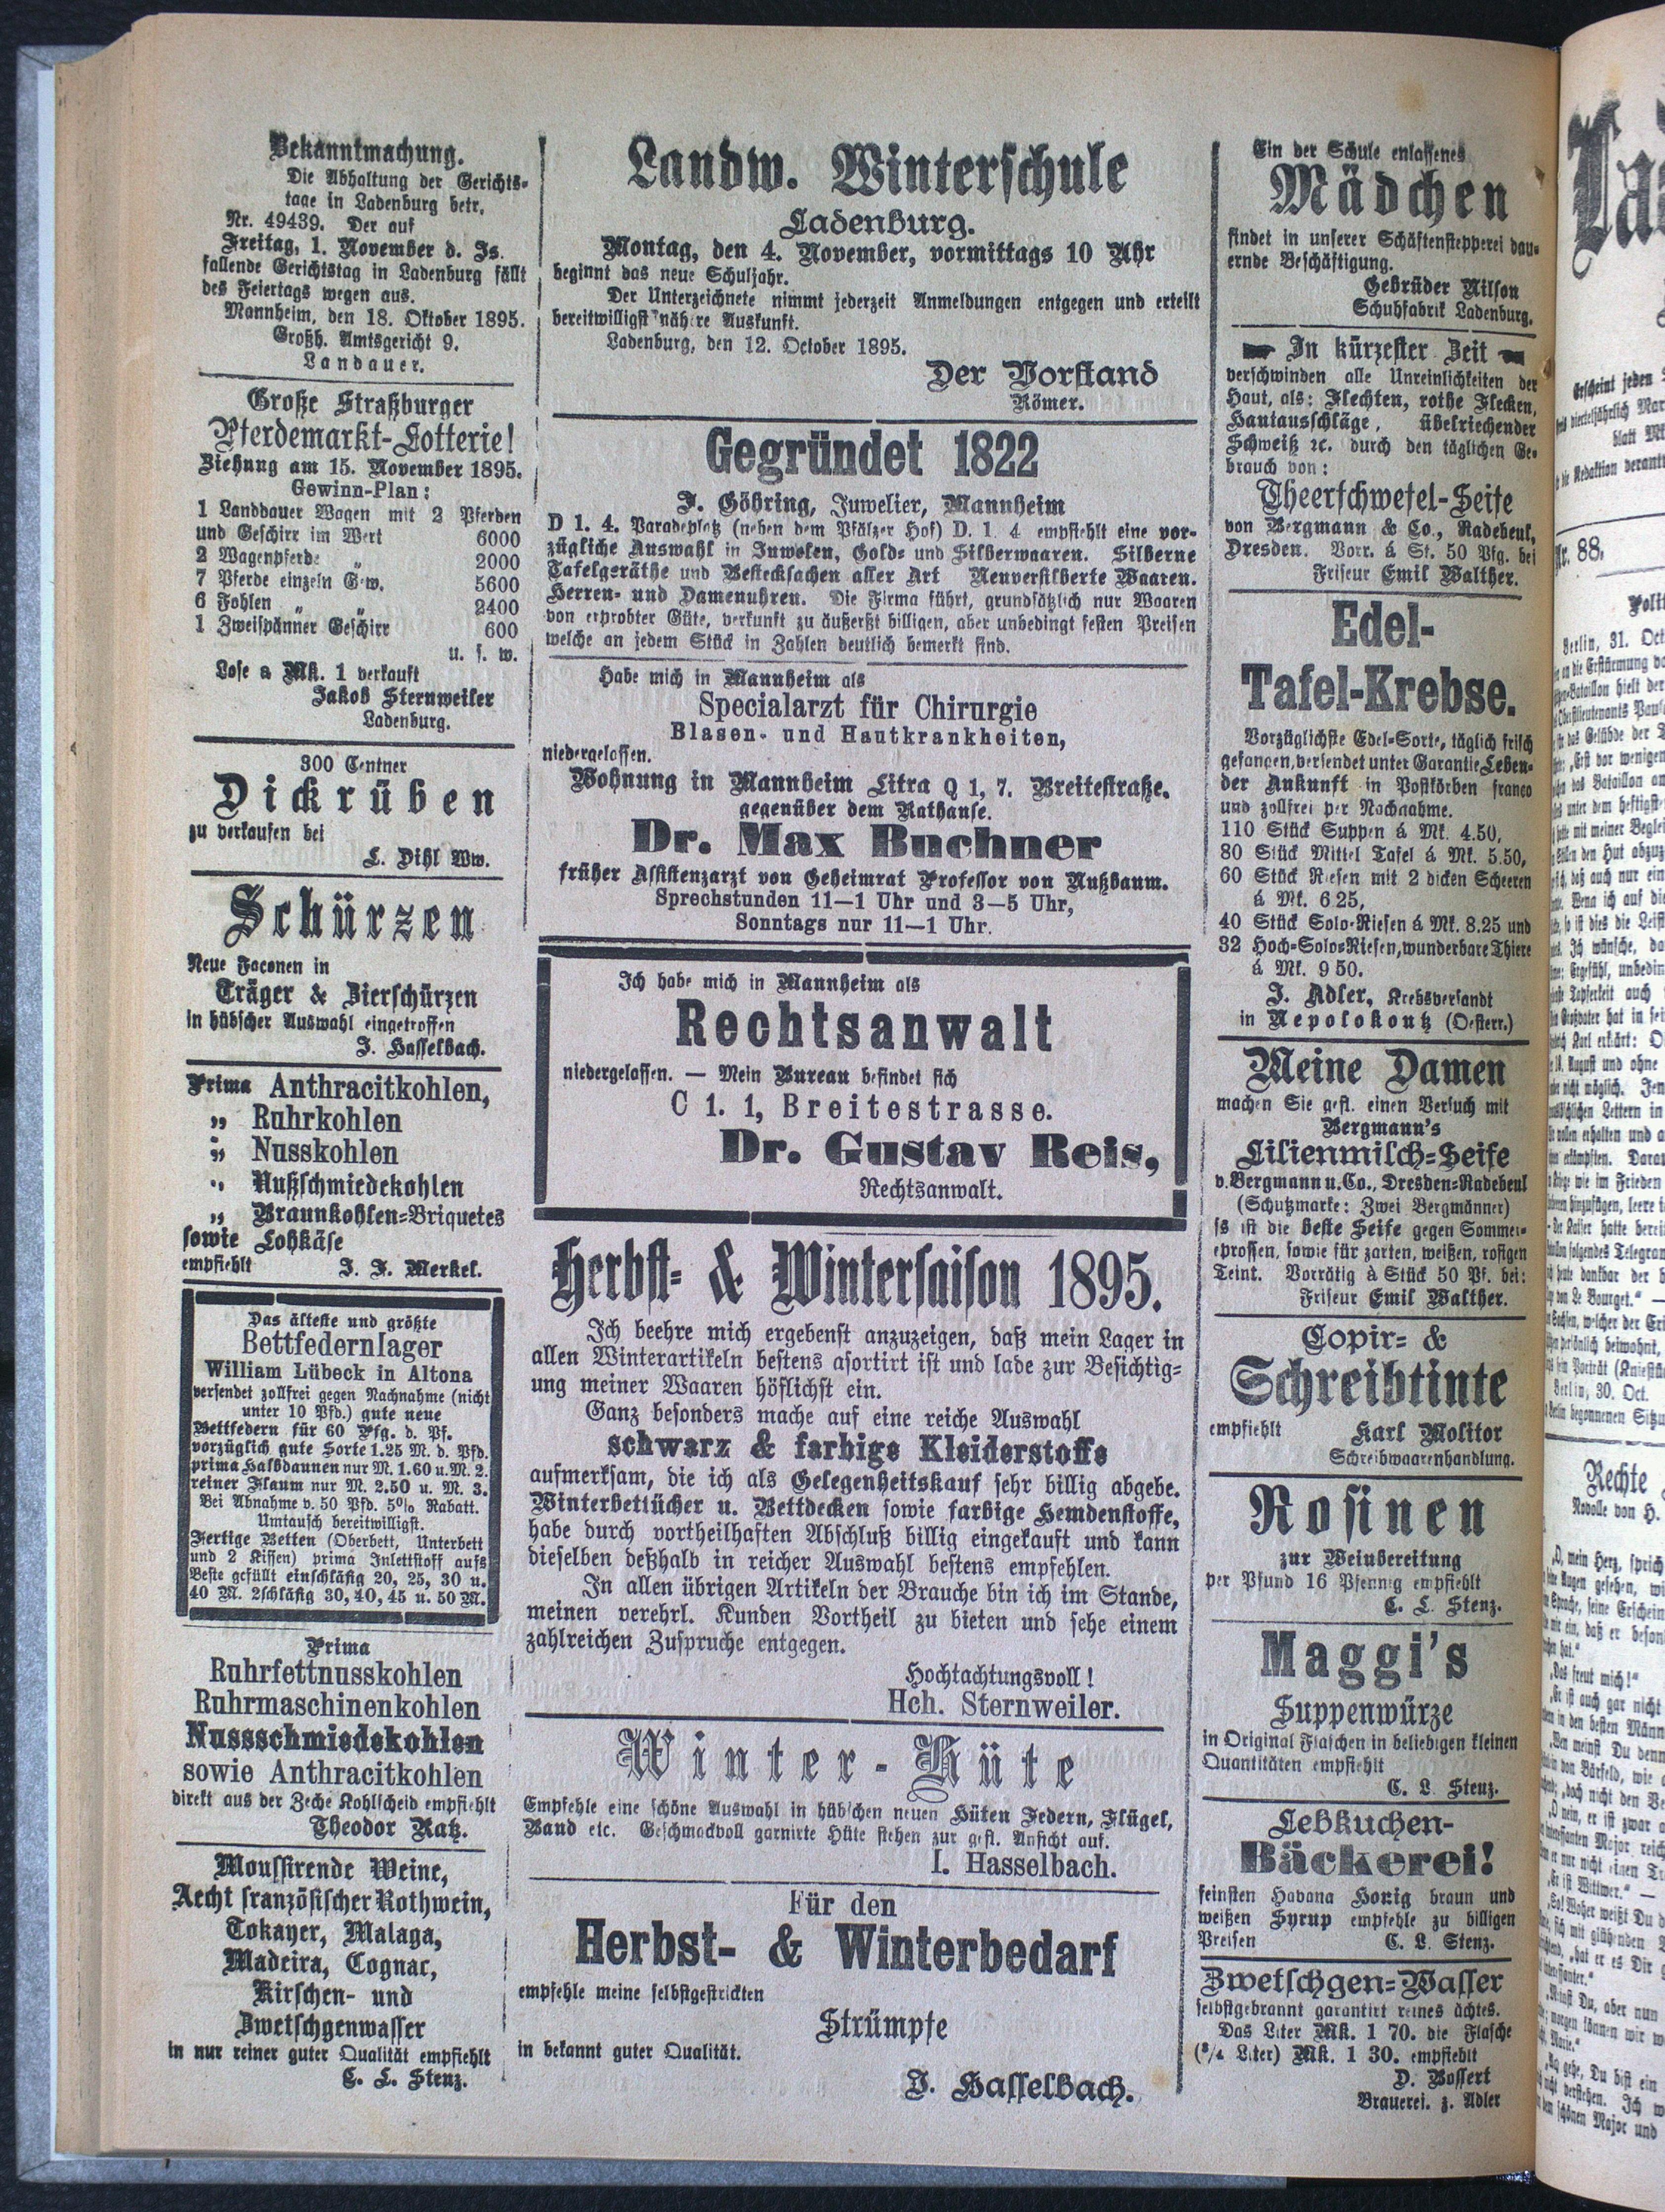 Bekanntmachung.
Die Abhaltung der Gerichts-
tage in Ladenburg betr.
Nr. 49439. Der auf
Freitag, 1. November d. Js.
fallende Gerichtstag in Ladenburg fällt
des Feiertags wegen aus.
Mannheim, den 18. Oktober 1895.
Großh. Amtsgericht 9.
Landauer.
Große Straßburger
Pferdemarkt-Lotterie!
Ziehung am 15. November 1895.
Gewinn-Plan:
1 Landbauer Wagen mit 2 Pferden
und Geschirr im Wert 6000
2 Wagenpferde „ 2000
7 Pferde einzeln Gew. 5600
6 Fohlen „ „ 2400
1 Zweispänner Geschirr 600
u. s. w.
Lose a Mk. 1 verkauft
Jakob Sternweiler
Ladenburg.
300 Centner
Dickrüben
zu verkaufen bei
L. Dihl Ww.
Schürzen
Neue Faconen in
Träger & Zierschürzen
in hübscher Auswahl eingetroffen
J. Hasselbach.
Prima Anthracitkohlen,
„ Ruhrkohlen
„ Nusskohlen
„ Nußschmiedekohlen
„ Braunkohlen-Briquetes
sowie Lohkäse
empfiehlt J. F. Merkel.
Das älteste und größte
Bettfedernlager
William Lübeck in Altona
versendet zollfrei gegen Nachnahme (nicht
unter 10 Pfd.) gute neue
Bettfedern für 60 Pfg. d. Pf.
vorzüglich gute Sorte 1.25 M. d. Pfd.
prima Halbdaunen nur M. 1.60 u. M. 2.
reiner Flaum nur M. 2.50 u. M. 3.
Bei Abnahme v. 50 Pfd. 5% Rabatt.
Umtausch bereitwilligst.
Fertige Betten (Oberbett, Unterbett
und 2 Kissen) prima Inlettstoff aufs
Beste gefüllt einschläfig 20, 25, 30 u.
40 M. 2schläfig 30, 40, 45 u. 50 M.
Prima
Ruhrfettnusskohlen
Ruhrmaschinenkohlen
Nussschmiedekohlen
sowie Anthracitkohlen
direkt aus der Zeche Kohlscheid empfiehlt
Theodor Katz.
Moussirende Weine,
Aecht französischer Rothwein,
Tokayer, Malaga,
Madeira, Cognac,
Kirschen- und
Zwetschgenwasser
in nur reiner guter Qualität empfiehlt
C. L. Stenz.
Landw. Winterschule
Ladenburg.
Montag, den 4. November, vormittags 10 Uhr
beginnt das neue Schuljahr.
Der Unterzeichnete nimmt jederzeit Anmeldungen entgegen und erteilt
bereitwilligst nähere Auskunft.
Ladenburg, den 12. October 1895.
Der Vorstand
Römer.
Gegründet 1822
J. Göhring, Juwelier, Mannheim
D 1. 4. Paradeplatz (neben dem Pfälzer Hof) D. 1 4 empfiehlt eine vor-
zügliche Auswahl in Juwelen, Gold- und Silberwaaren. Silberne
Tafelgeräthe und Bestecksachen aller Art Neuversilberte Waaren.
Herren- und Damenuhren. Die Firma führt, grundsätzlich nur Waaren
von erprobter Güte, verkunft zu äußerßt billigen, aber unbedingt festen Preisen
welche an jedem Stück in Zahlen deutlich bemerkt sind.
Habe mich in Mannheim als
Specialarzt für Chirurgie
Blasen- und Hautkrankheiten,
niedergelassen.
Wohnung in Mannheim Litra Q 1, 7. Breitestraße.
gegenüber dem Rathause.
Dr. Max Buchner
früher Assistenzarzt von Geheimrat Professor von Nußbaum.
Sprechstunden 11—1 Uhr und 3—5 Uhr,
Sonntags nur 11—1 Uhr.
Ich habe mich in Mannheim als
Rechtsanwalt
niedergelassen. — Mein Bureau befindet sich
C 1. 1, Breitestrasse.
Dr. Gustav Reis,
Rechtsanwalt.
Herbst- & Wintersaison 1895.
Ich beehre mich ergebenst anzuzeigen, daß mein Lager in
allen Winterartikeln bestens asortirt ist und lade zur Besichtig-
ung meiner Waaren höflichst ein.
Ganz besonders mache auf eine reiche Auswahl
schwarz & farbige Kleiderstoffe
aufmerksam, die ich als Gelegenheitskauf sehr billig abgebe.
Winterbettücher u. Bettdecken sowie farbige Hemdenstoffe,
habe durch vortheilhaften Abschluß billig eingekauft und kann
dieselben deßhalb in reicher Auswahl bestens empfehlen.
In allen übrigen Artikeln der Brauche bin ich im Stande,
meinen verehrl. Kunden Vortheil zu bieten und sehe einem
zahlreichen Zuspruche entgegen.
Hochtachtungsvoll!
Hch. Sternweiler.
Winter-Hüte
Empfehle eine schöne Auswahl in hübschen neuen Hüten Federn, Flügel,
Band etc. Geschmackvoll garnirte Hüte stehen zur gefl. Ansicht auf.
I. Hasselbach.
Für den
Herbst- & Winterbedarf
empfehle meine selbstgestrickten
Strümpfe
in bekannt guter Qualität.
J. Hasselbach.
Ein der Schule enlassenes
Mädchen
findet in unserer Schäftenstepperei dau-
ernde Beschäftigung.
Gebrüder Nilson
Schuhfabrik Ladenburg.
In kürzester Zeit
verschwinden alle Unreinlichkeiten der
Haut, als: Flechten, rothe Flecken,
Hautausschläge, übelriechender
Schweiß ꝛc. durch den täglichen Ge-
brauch von:
Theerschwefel-Seife
von Bergmann & Co., Radebeul,
Dresden. Vorr. á St. 50 Pfg. bei
Friseur Emil Walther.
Edel-
Tafel-Krebse.
Vorzüglichste Edel-Sorte, täglich frisch
gefangen, versendet unter Garantie Leben-
der Ankunft in Postkörben franco
und zollfrei per Nachnahme.
110 Stück Suppen á Mk. 4.50,
80 Stück Mittel Tafel á Mk. 5.50,
60 Stück Riesen mit 2 dicken Scheeren
á Mk. 6 25,
40 Stück Solo-Riesen á Mk. 8.25 und
32 Hoch-Solo-Riesen, wunderbare Thiere
á Mk. 9 50.
J. Adler, Krebsversandt
in Nepolokoutz (Oesterr.)
Meine Damen
machen Sie gefl. einen Versuch mit
Bergmann's
Lilienmilch-Seife
v. Bergmann u. Co., Dresden-Radebeul
(Schutzmarke: Zwei Bergmänner)
ss ist die beste Seife gegen Sommer-
eprossen, sowie für zarten, weißen, rosigen
Teint. Vorrätig à Stück 50 Pf. bei:
Friseur Emil Walther.
Copir- &
Schreibtinte
empfiehlt Karl Molitor
Schreibwaarenhandlung.
Rosinen
zur Weinbereitung
per Pfund 16 Pfennig empfiehlt
C. L. Stenz.
Maggi's
Suppenwürze
in Original Flaschen in beliebigen kleinen
Quantitäten empfiehlt
C. L. Stenz.
Lebkuchen-
Bäckerei!
feinsten Havana Honig braun und
weißen Syrup empfehle zu billigen
Preisen C. L. Stenz.
Zwetschgen-Wasser
selbstgebrannt garantirt reines ächtes.
Das Liter Mk. 1 70. die Flasche
(³/₄ Liter) Mk. 1 30. empfiehlt
D. Bossert
Brauerei. z. Adler
Nr. 88.
Berlin, 31. Oct
Berlin, 30. Oct.
Rechte
Novelle von H.